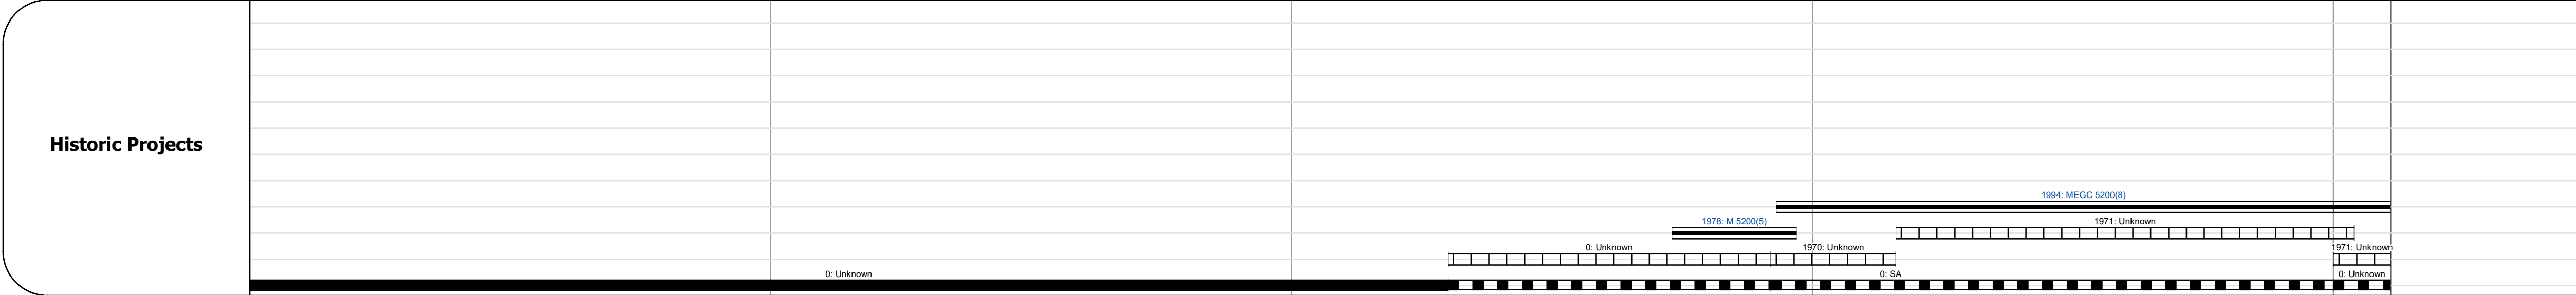 Historic Projects
1994: MEGC 5200(8)
1978: M 5200(5)
1971: Unknown
0: Unknown
1970: Unknown
1971: Unknown
0: Unknown
0: SA
0: Unknown